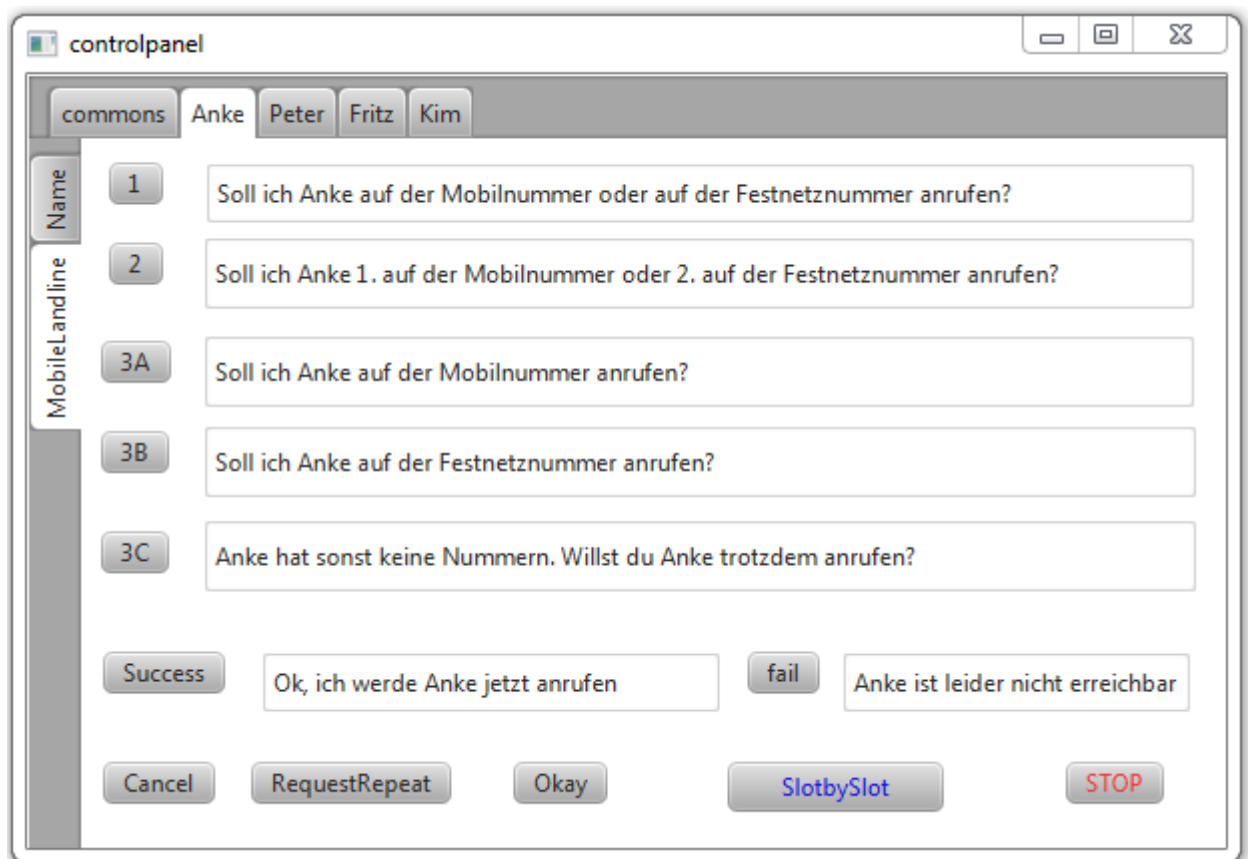 controlpanel
commons Anke Peter Fritz Kim
Name
MobileLandline
1 Soll ich Anke auf der Mobilnummer oder auf der Festnetznummer anrufen?
2 Soll ich Anke 1. auf der Mobilnummer oder 2. auf der Festnetznummer anrufen?
3A Soll ich Anke auf der Mobilnummer anrufen?
3B Soll ich Anke auf der Festnetznummer anrufen?
3C Anke hat sonst keine Nummern. Willst du Anke trotzdem anrufen?
Success Ok, ich werde Anke jetzt anrufen fail Anke ist leider nicht erreichbar
Cancel RequestRepeat Okay SlotbySlot STOP